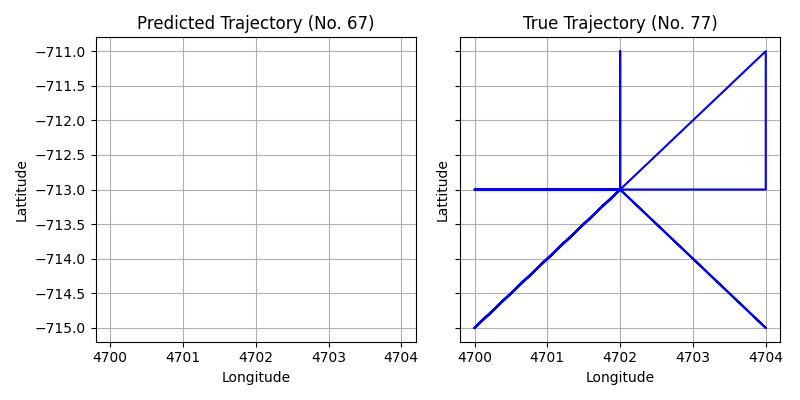 Predicted Trajectory (No. 67)
True Trajectory (No. 77)
Lattitude
−711.0
−711.5
−712.0
−712.5
−713.0
−713.5
−714.0
−714.5
−715.0
4700 4701 4702 4703 4704
Longitude
Lattitude
4700 4701 4702 4703 4704
Longitude